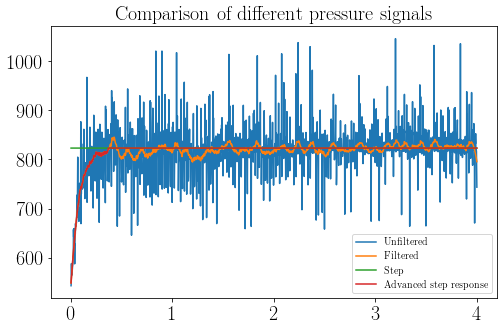 Comparison of different pressure signals
1000
900
800
700
600
0
1
2
3
4
Unfiltered
Filtered
Step
Advanced step response